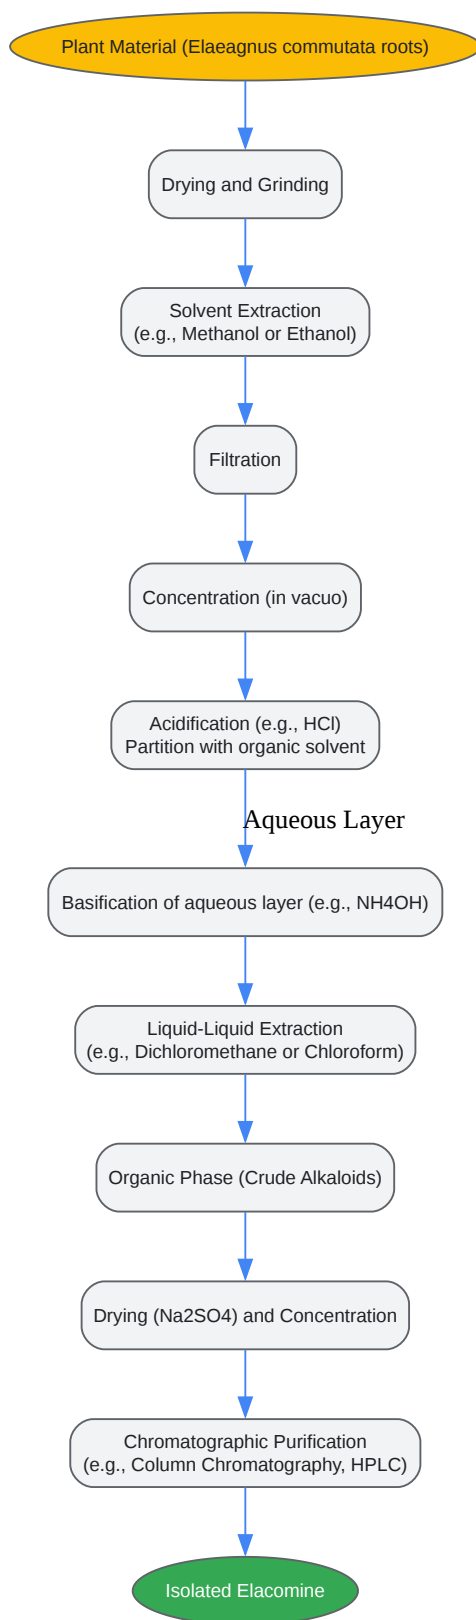 Plant Material (Elaeagnus commutata roots)
Drying and Grinding
Solvent Extraction
(e.g., Methanol or Ethanol)
Filtration
Concentration (in vacuo)
Acidification (e.g., HCl)
Partition with organic solvent
Aqueous Layer
Basification of aqueous layer (e.g., NH4OH)
Liquid-Liquid Extraction
(e.g., Dichloromethane or Chloroform)
Organic Phase (Crude Alkaloids)
Drying (Na2SO4) and Concentration
Chromatographic Purification
(e.g., Column Chromatography, HPLC)
Isolated Elacomine